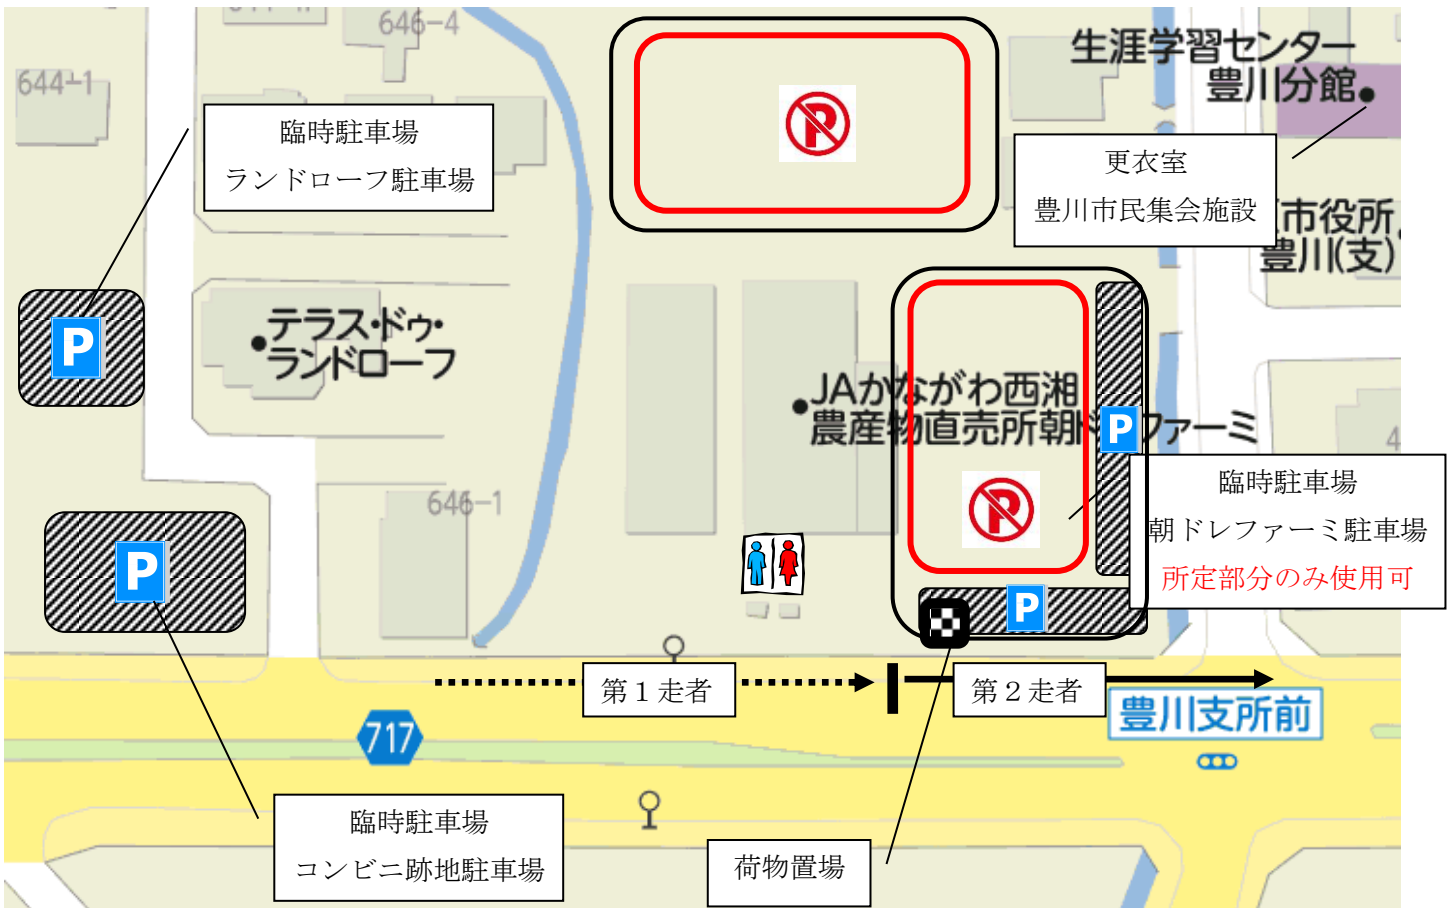 646-4
644-1
生涯学習センター
豊川分館
臨時駐車場
ランドローフ駐車場
更衣室
豊川市民集会施設
市役所
豊川(支)
P
テラス・ドゥ・
ランドローフ
JAかながわ西湘
農産物直売所朝ド
ファーミ
P
臨時駐車場
朝ドレファーミ駐車場
所定部分のみ使用可
646-1
P
P
第1走者
第2走者
豊川支所前
717
臨時駐車場
コンビニ跡地駐車場
荷物置場